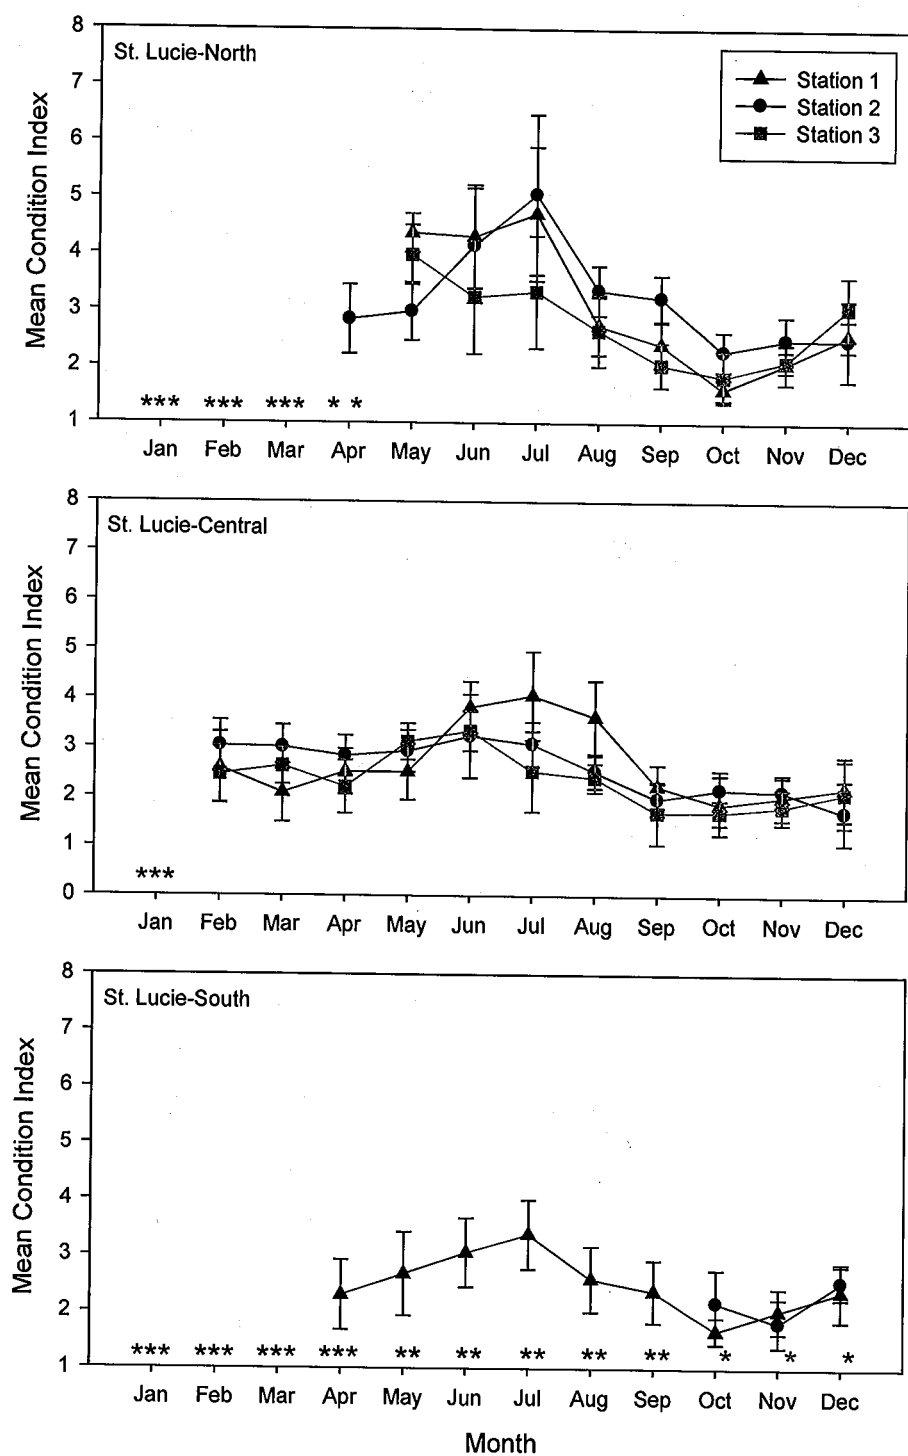 8
St. Lucie-North
Station 1
Station 2
Station 3
7
6
5
4
3
2
1
Mean Condition Index
*** *** *** * *
Jan Feb Mar Apr May Jun Jul Aug Sep Oct Nov Dec
8
St. Lucie-Central
7
6
5
4
3
2
1
0
Mean Condition Index
***
Jan Feb Mar Apr May Jun Jul Aug Sep Oct Nov Dec
8
St. Lucie-South
7
6
5
4
3
2
1
Mean Condition Index
*** *** *** *** ** ** ** ** ** * * *
Jan Feb Mar Apr May Jun Jul Aug Sep Oct Nov Dec
Month